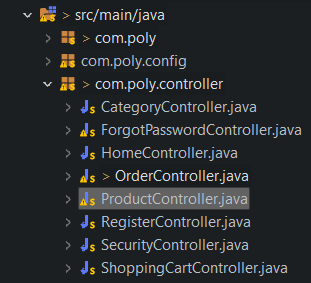 > src/main/java
> com.poly
com.poly.config
com.poly.controller
CategoryController.java
ForgotPasswordController.java
HomeController.java
> OrderController.java
ProductController.java
RegisterController.java
SecurityController.java
ShoppingCartController.java